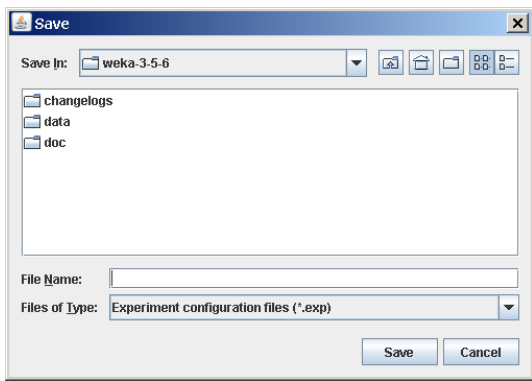 Save
Save In: weka-3-5-6
changelogs
data
doc
File Name:
Files of Type: Experiment configuration files (*.exp)
Save Cancel